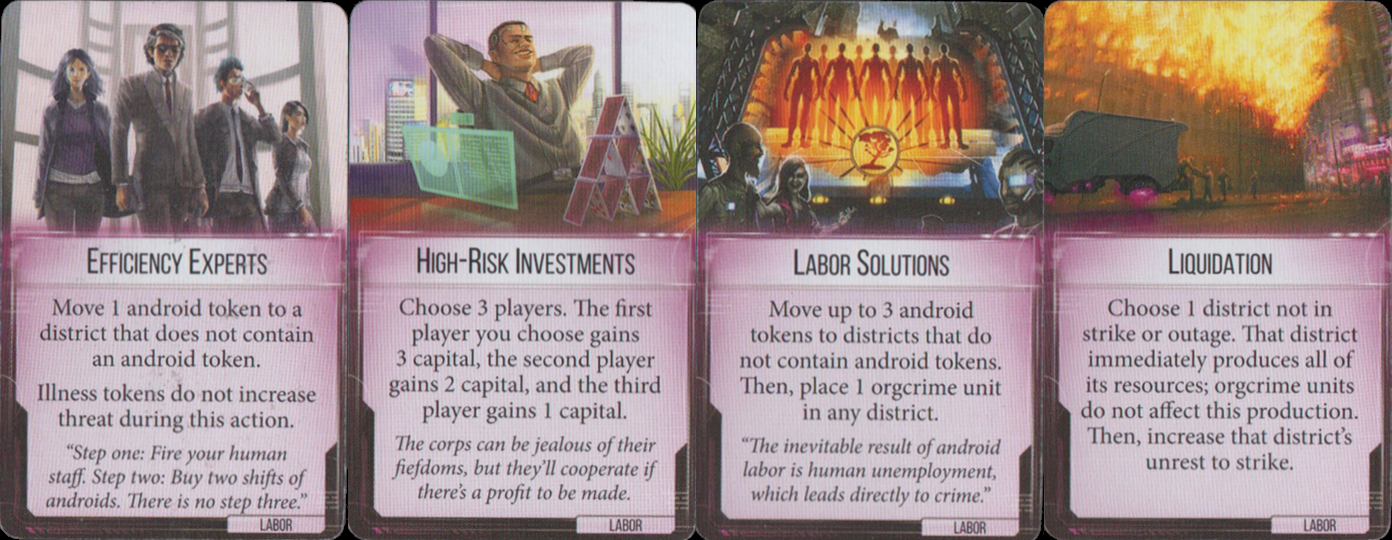 EFFICIENCY EXPERTS
Move 1 android token to a
district that does not contain
an android token.
Illness tokens do not increase
threat during this action.
“Step one: Fire your human
staff. Step two: Buy two shifts of
androids. There is no step three.”
LABOR
HIGH-RISK INVESTMENTS
Choose 3 players. The first
player you choose gains
3 capital, the second player
gains 2 capital, and the third
player gains 1 capital.
The corps can be jealous of their
fiefdoms, but they’ll cooperate if
there’s a profit to be made.
LABOR
LABOR SOLUTIONS
Move up to 3 android
tokens to districts that do
not contain android tokens.
Then, place 1 orgcrime unit
in any district.
“The inevitable result of android
labor is human unemployment,
which leads directly to crime.”
LABOR
LIQUIDATION
Choose 1 district not in
strike or outage. That district
immediately produces all of
its resources; orgcrime units
do not affect this production.
Then, increase that district’s
unrest to strike.
LABOR